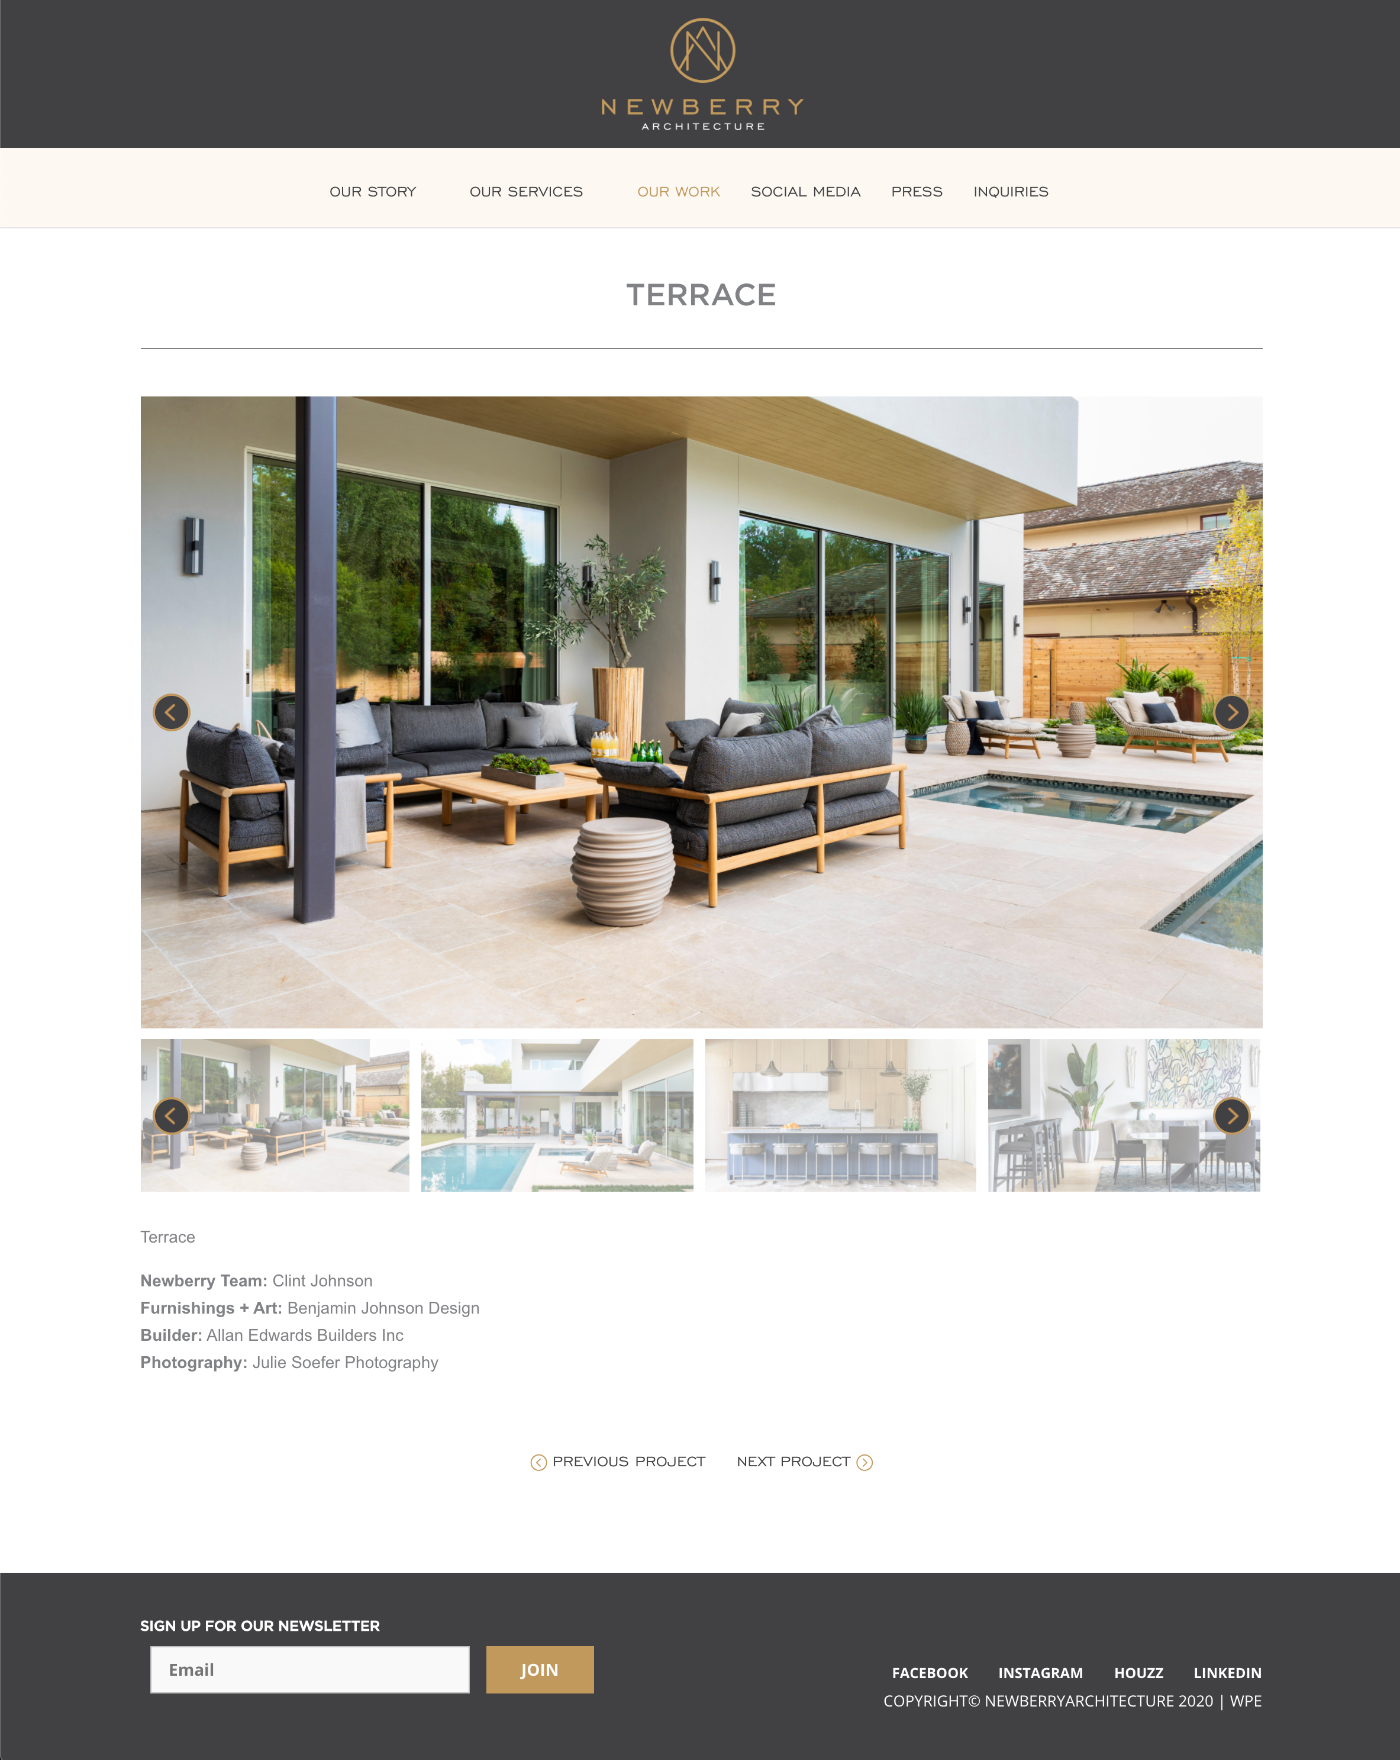 NEWBERRY
ARCHITECTURE
OUR STORY OUR SERVICES OUR WORK SOCIAL MEDIA PRESS INQUIRIES
TERRACE
Terrace
Newberry Team: Clint Johnson
Furnishings + Art: Benjamin Johnson Design
Builder: Allan Edwards Builders Inc
Photography: Julie Soefer Photography
PREVIOUS PROJECT NEXT PROJECT
SIGN UP FOR OUR NEWSLETTER
Email JOIN
FACEBOOK INSTAGRAM HOUZZ LINKEDIN
COPYRIGHT© NEWBERRYARCHITECTURE 2020 | WPE